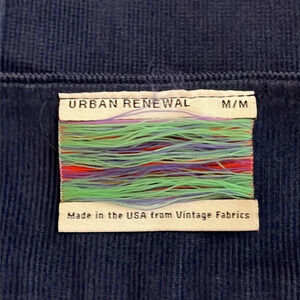 URBAN RENEWAL M/M
Made in the USA from Vintage Fabrics